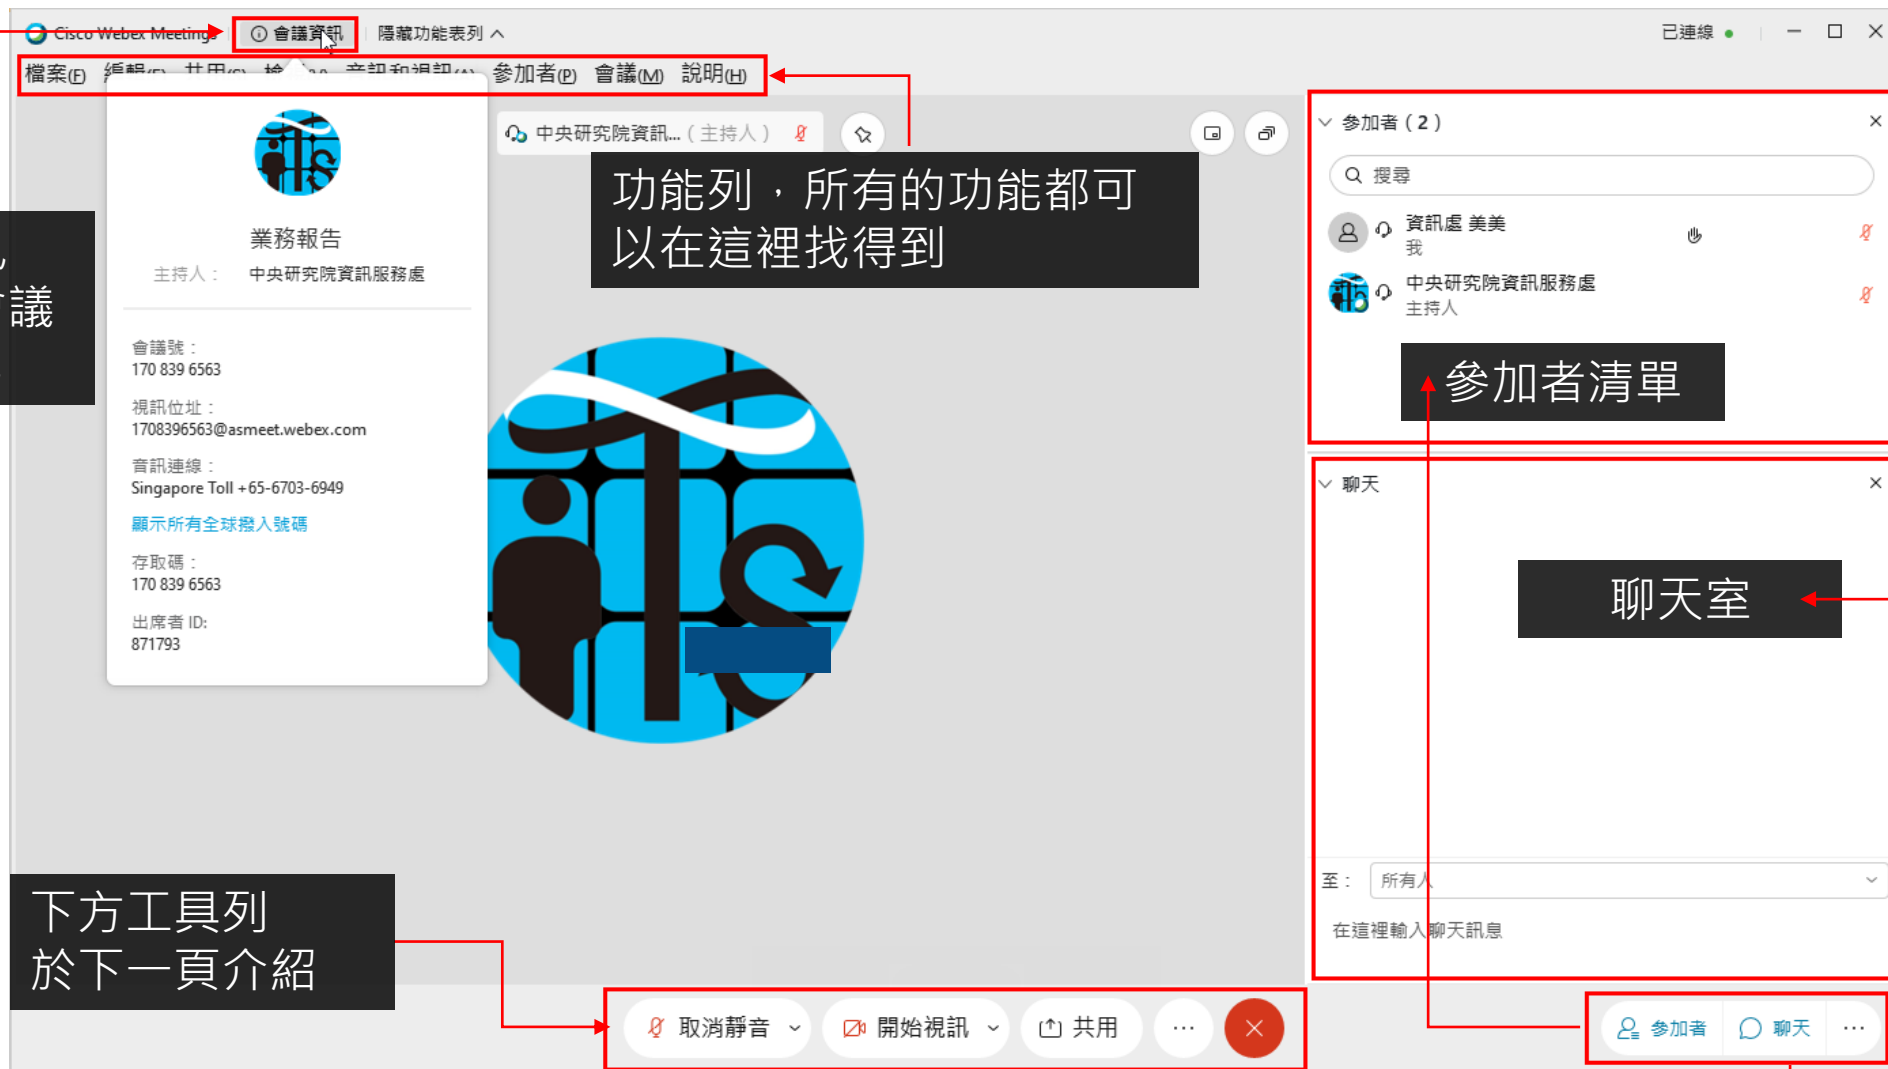 Cisco Webex Meetings
會議資訊
隱藏功能表列
已連線
檔案(F)
參加者(P) 會議(M) 說明(H)
中央研究院資訊...(主持人)
功能列,所有的功能都可
以在這裡找得到
議
業務報告
主持人: 中央研究院資訊服務處
會議號:
170 839 6563
視訊位址:
1708396563@asmeet.webex.com
音訊連線:
Singapore Toll +65-6703-6949
顯示所有全球撥入號碼
存取碼:
170 839 6563
出席者 ID:
871793
參加者(2)
搜尋
資訊處 美美
我
中央研究院資訊服務處
主持人
參加者清單
聊天
聊天室
至: 所有人
在這裡輸入聊天訊息
下方工具列
於下一頁介紹
取消靜音
開始視訊
共用
參加者
聊天